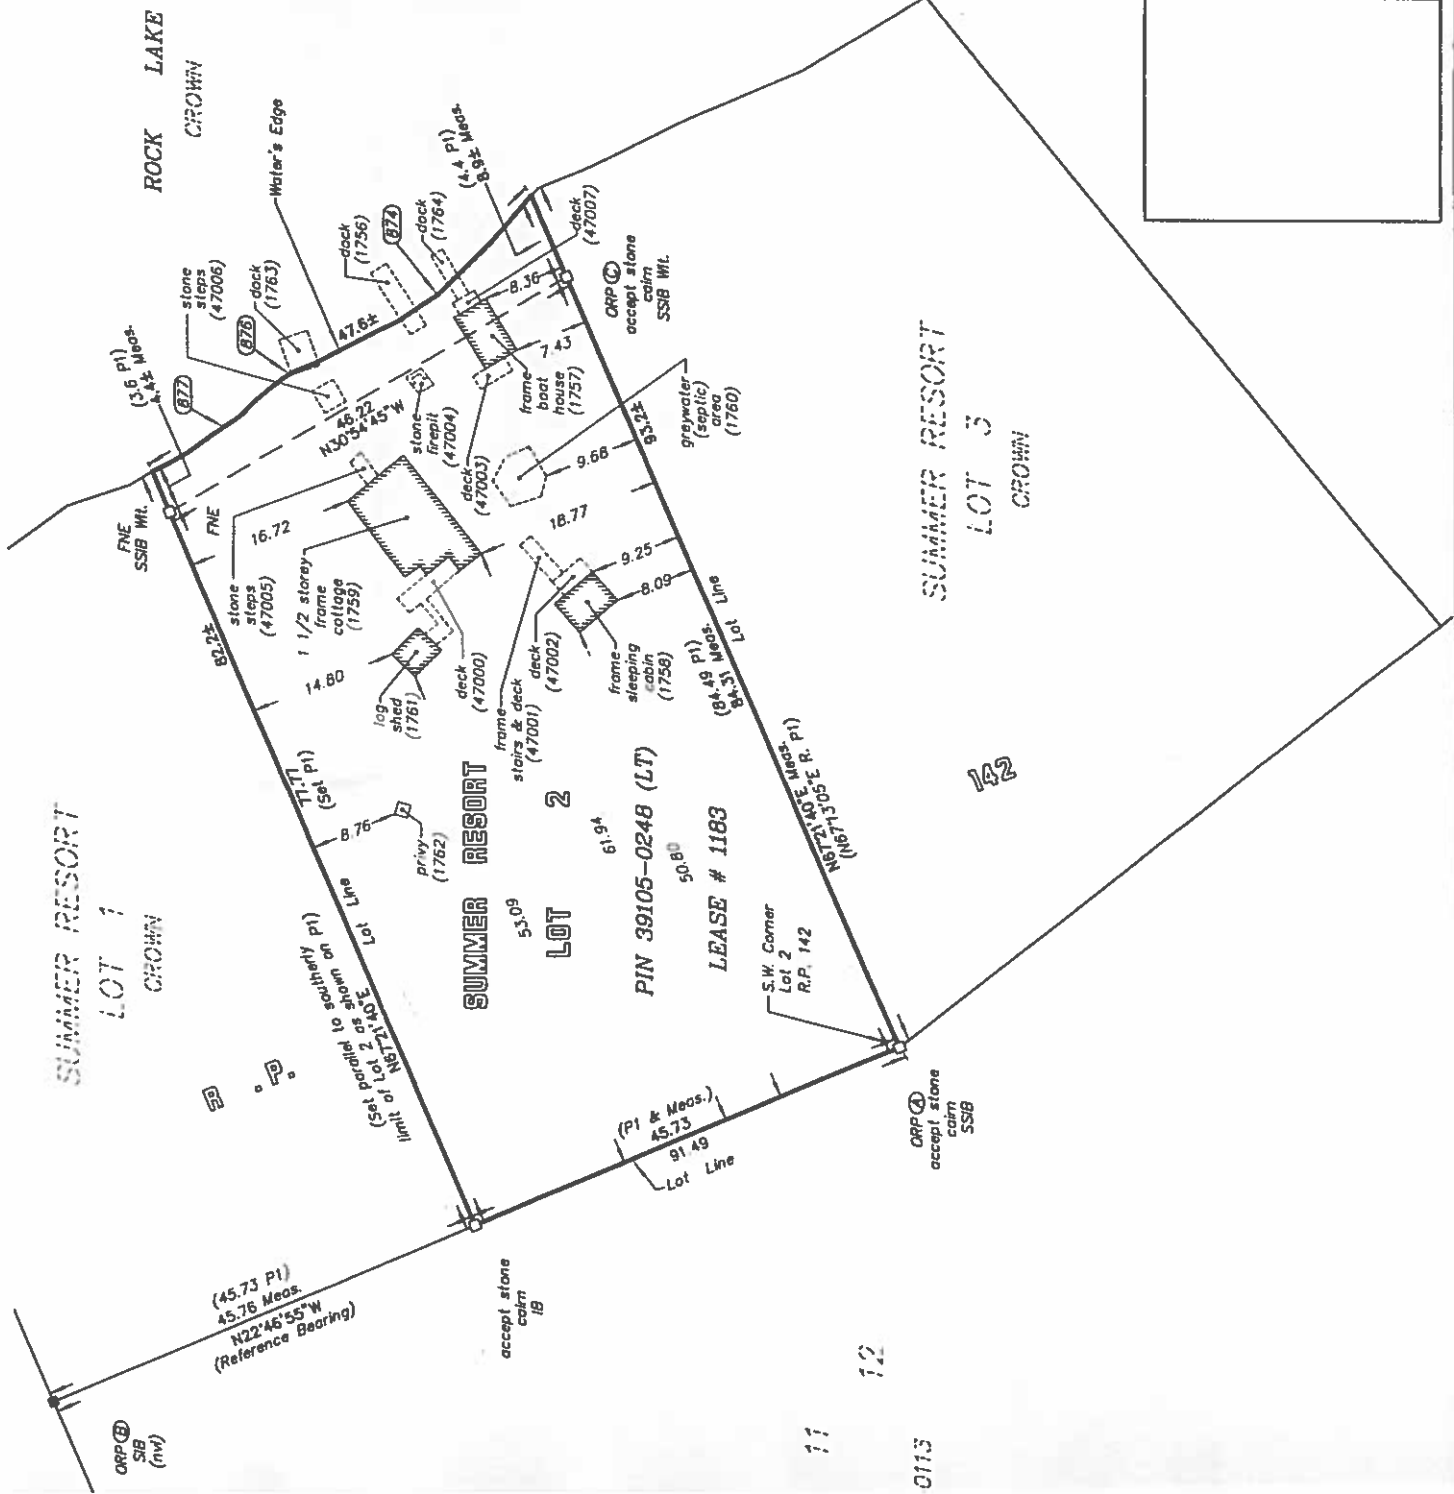 ROCK LAKE
CROWN
Water's Edge
stone
steps
(47006)
dock
(1763)
876
877
874
dock
(1756)
dock
(1764)
(4.4 P1)
8.9± Meas.
deck
(47007)
(3.6 P1)
4.4± Meas.
47.6±
46.22
N30°54'45"W
8.36
7.43
ORP C
accept stone
cairn
SSIB Wit.
FNE
SSIB Wit.
FNE
16.72
stone
steps
(47005)
1 1/2 storey
frame
cottage
(1759)
stone
firepit
(47004)
deck
(47003)
frame
boat
house
(1757)
greywater
(septic)
area
(1760)
9.68
93.2±
18.77
9.25
8.09
82.2±
14.80
log
shed
(1761)
deck
(47000)
frame
stairs & deck
(47001)
deck
(47002)
frame
sleeping
cabin
(1758)
(84.49 P1)
84.31 Meas.
Lot Line
77.77
(Set P1)
8.76
privy
(1762)
SUMMER RESORT
53.09
LOT 2
61.94
PIN 39105-0248 (LT)
50.80
LEASE # 1183
N67°21'40"E Meas.
(N67°13'05"E R. P1)
SUMMER RESORT
LOT 3
CROWN
142
SUMMER RESORT
LOT 1
CROWN
R .P.
Lot Line
(Set parallel to southerly
limit of Lot 2 as shown on P1)
N67°21'40"E
S.W. Corner
Lot 2
R.P. 142
ORP A
accept stone
cairn
SSIB
(P1 & Meas.)
45.73
91.49
Lot Line
accept stone
cairn
IB
(45.73 P1)
45.76 Meas.
N22°46'55"W
(Reference Bearing)
ORP B
SIB
(nvi)
11
12
0113